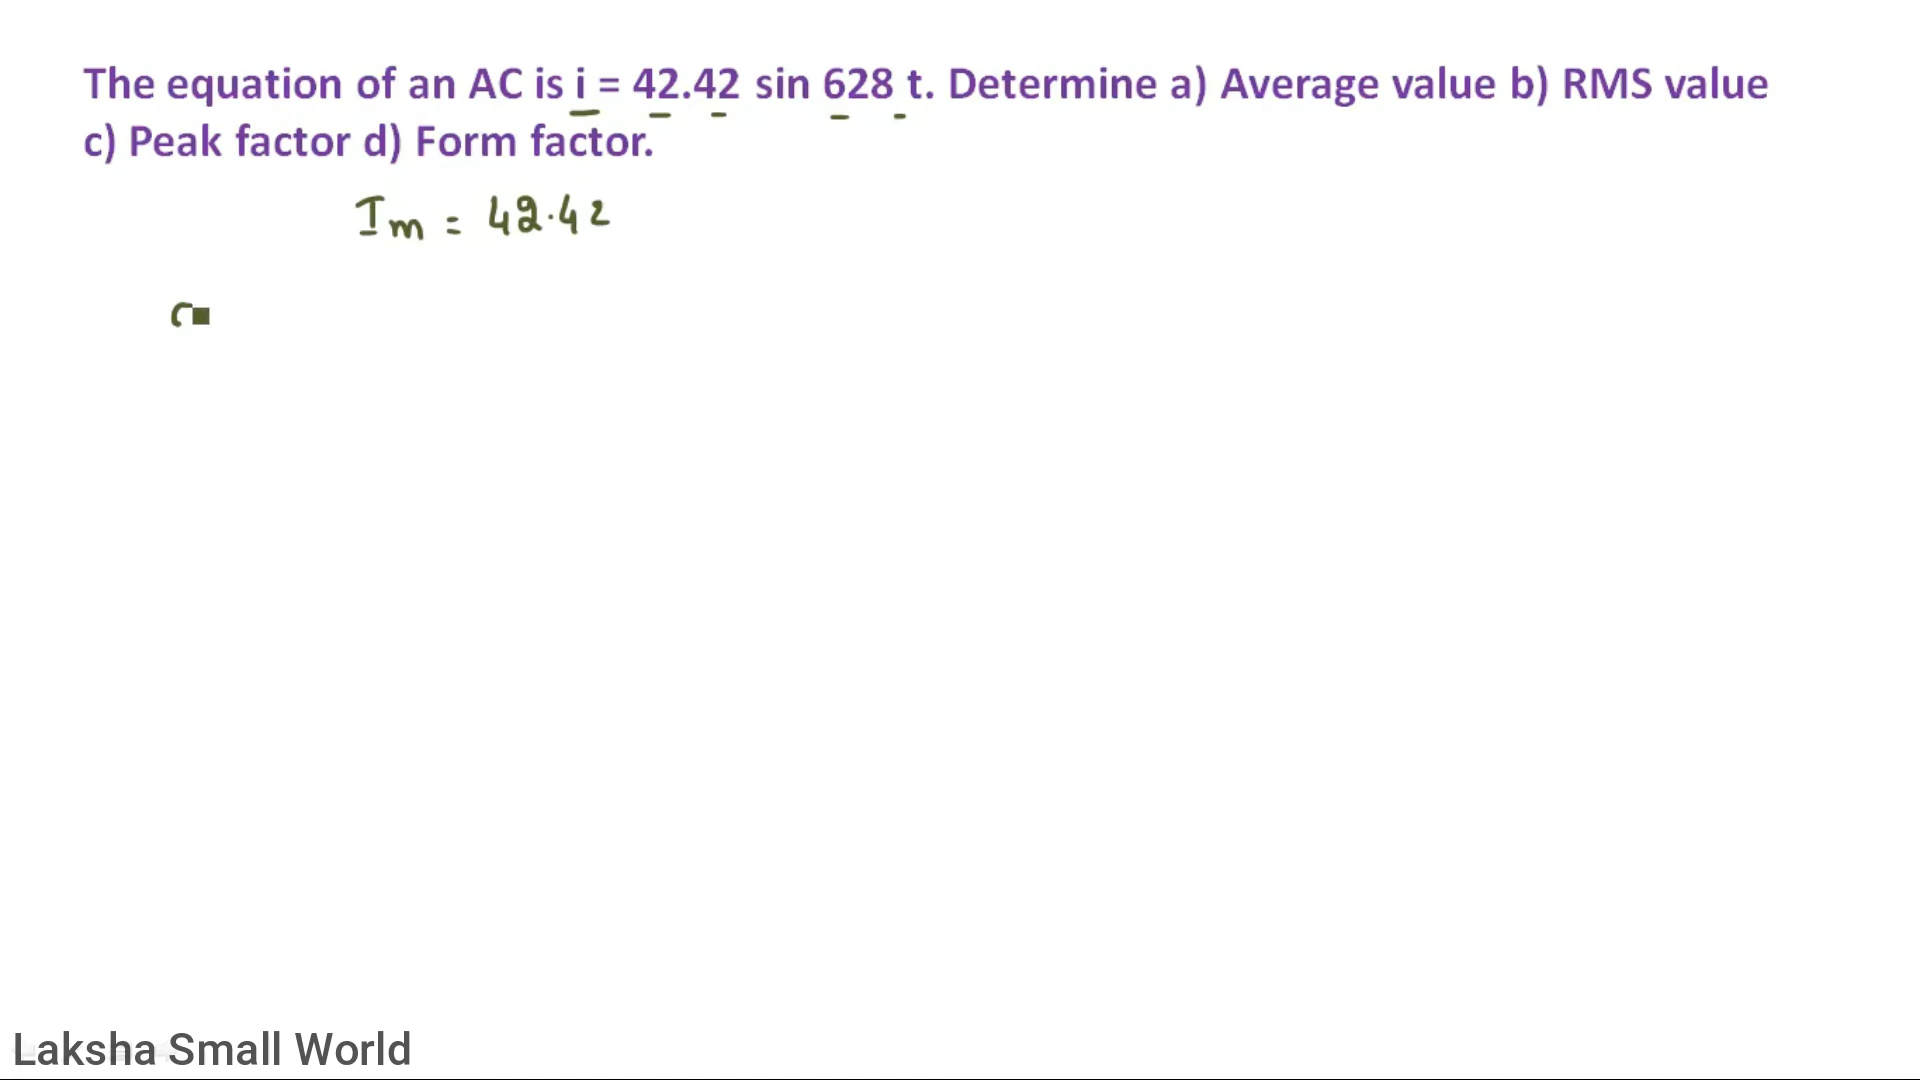 The equation of an AC is i = 42.42 sin 628 t. Determine a) Average value b) RMS value
c) Peak factor d) Form factor.
Im = 42.42
Laksha Small World